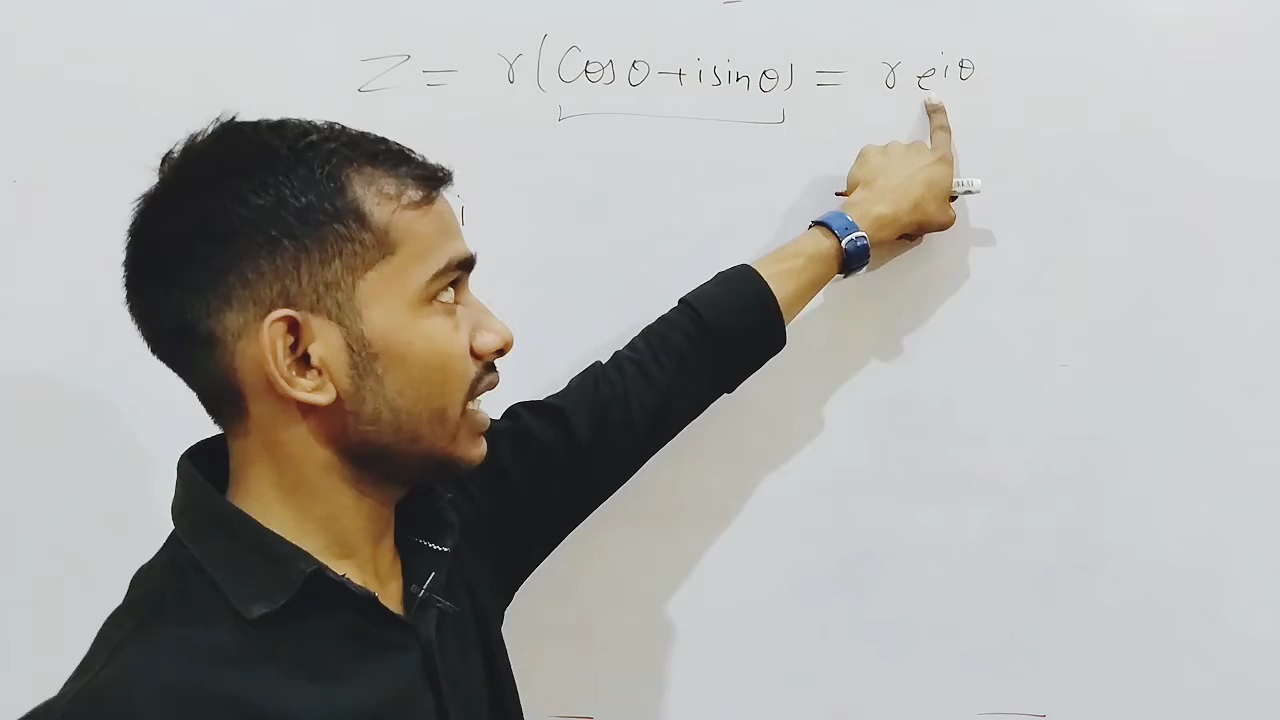 Z = r(Cosθ+isinθ) = r e^iθ
i